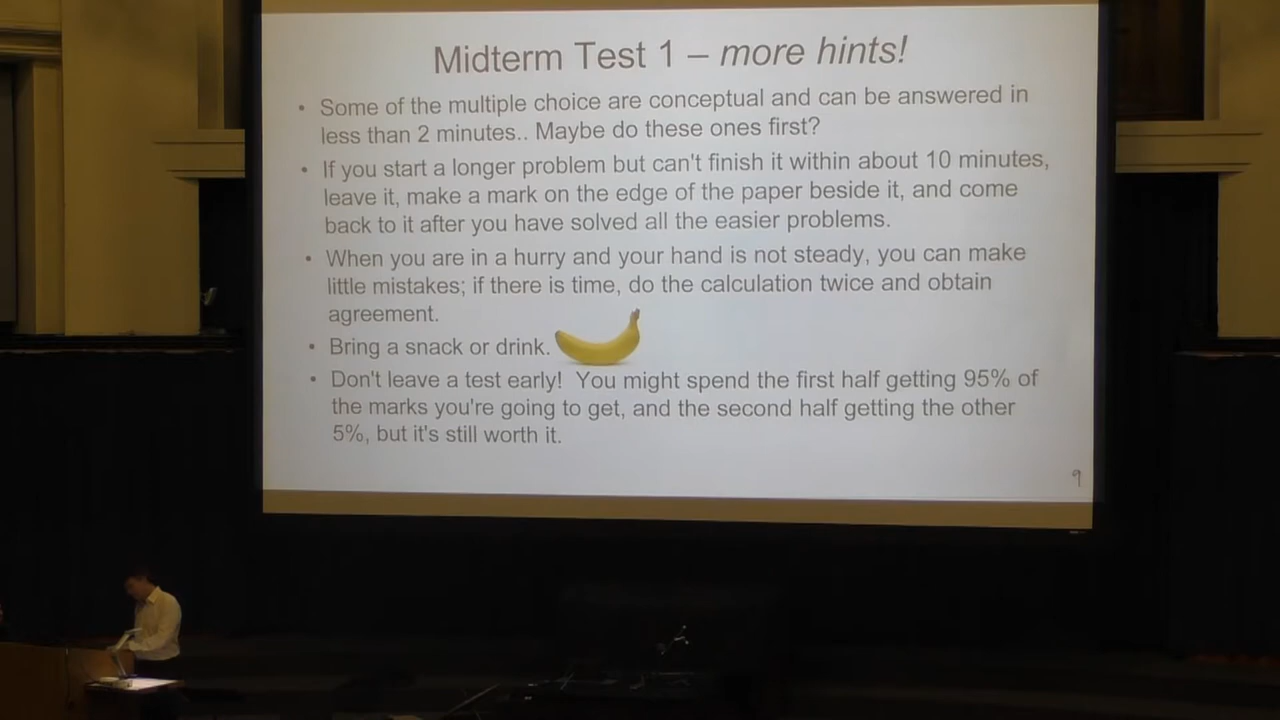 Midterm Test 1 – more hints!
• Some of the multiple choice are conceptual and can be answered in
less than 2 minutes.. Maybe do these ones first?
• If you start a longer problem but can't finish it within about 10 minutes,
leave it, make a mark on the edge of the paper beside it, and come
back to it after you have solved all the easier problems.
• When you are in a hurry and your hand is not steady, you can make
little mistakes; if there is time, do the calculation twice and obtain
agreement.
• Bring a snack or drink.
• Don't leave a test early!  You might spend the first half getting 95% of
the marks you're going to get, and the second half getting the other
5%, but it's still worth it.
9